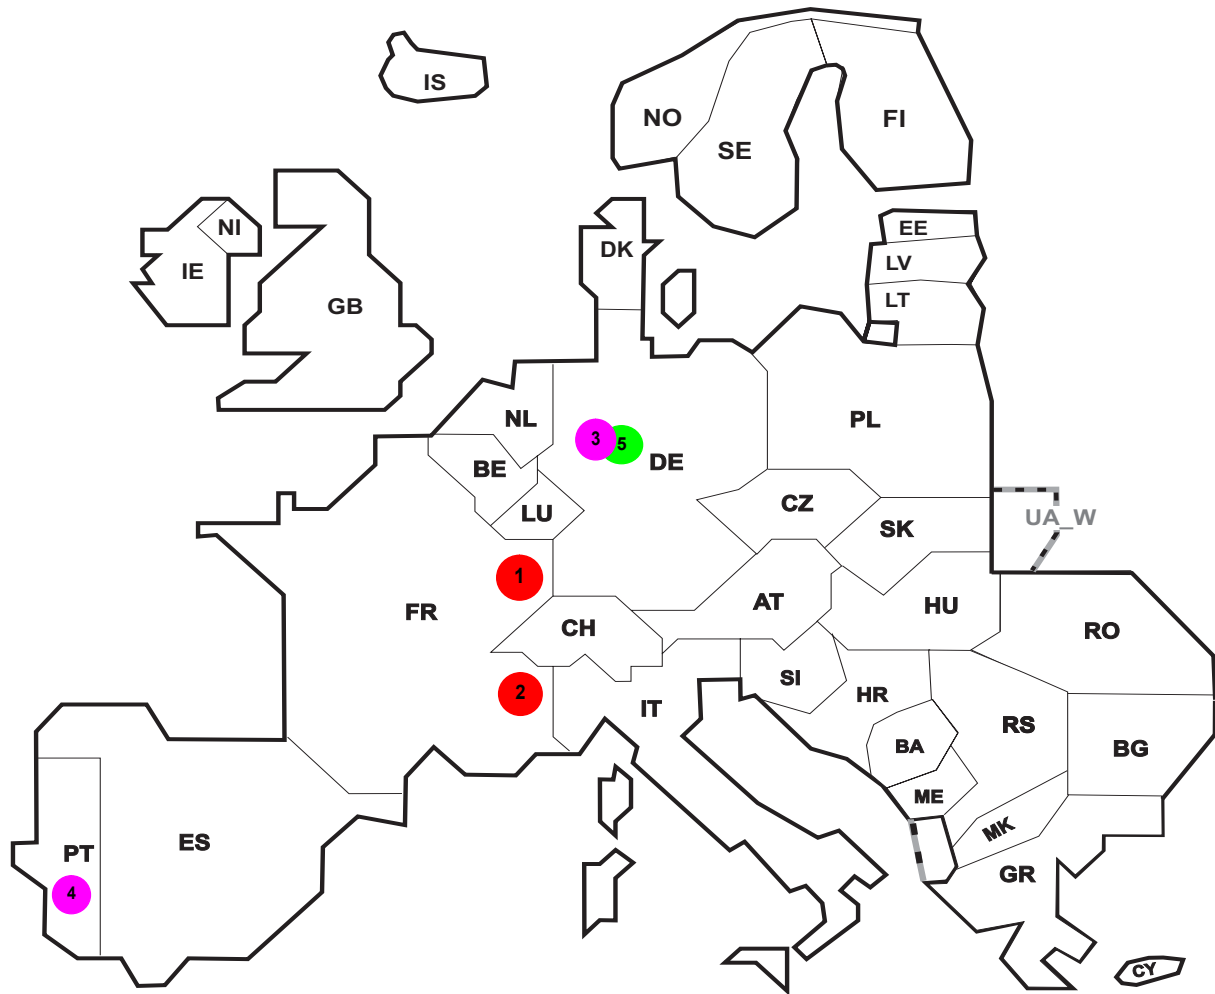 IS
NO
FI
SE
NI
EE
DK
LV
IE
LT
GB
NL
PL
3
5
DE
BE
CZ
LU
UA_W
SK
1
AT
HU
FR
CH
RO
SI
2
HR
IT
RS
BA
BG
ME
MK
ES
PT
GR
4
CY